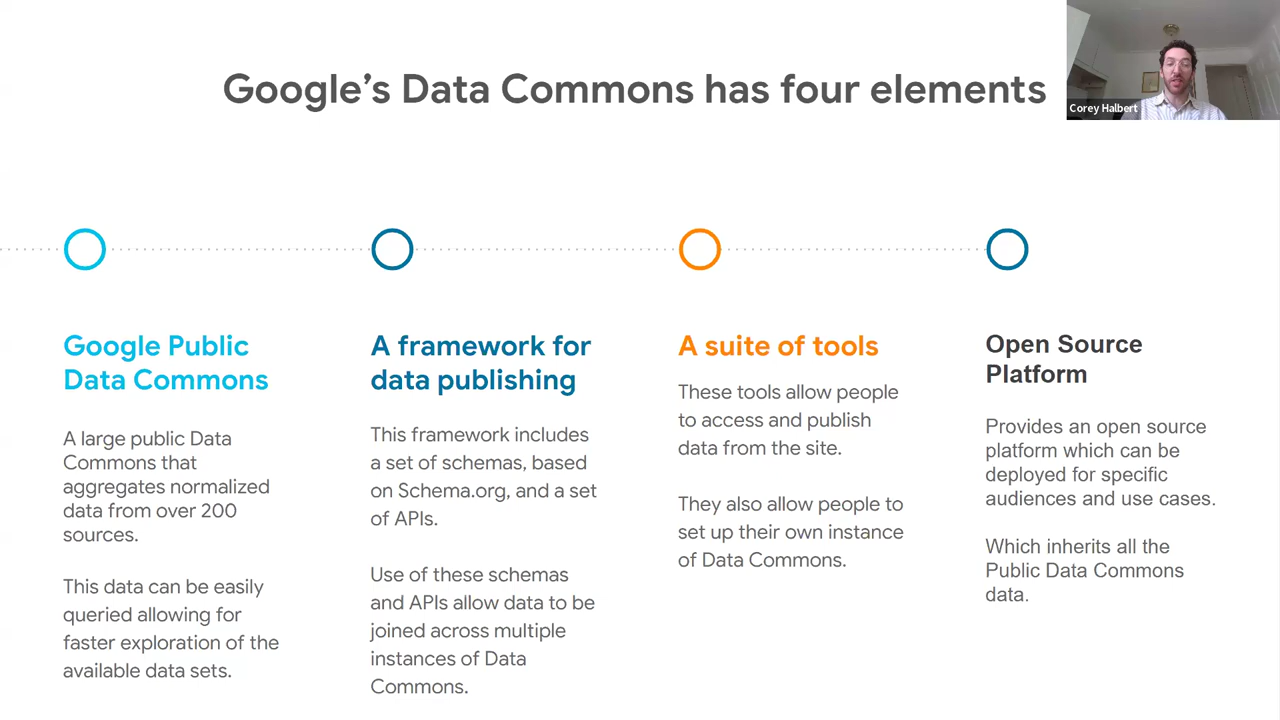 Google's Data Commons has four elements
Corey Halbert
Google Public
Data Commons
A large public Data
Commons that
aggregates normalized
data from over 200
sources.
This data can be easily
queried allowing for
faster exploration of the
available data sets.
A framework for
data publishing
This framework includes
a set of schemas, based
on Schema.org, and a set
of APIs.
Use of these schemas
and APIs allow data to be
joined across multiple
instances of Data
Commons.
A suite of tools
These tools allow people
to access and publish
data from the site.
They also allow people to
set up their own instance
of Data Commons.
Open Source
Platform
Provides an open source
platform which can be
deployed for specific
audiences and use cases.
Which inherits all the
Public Data Commons
data.